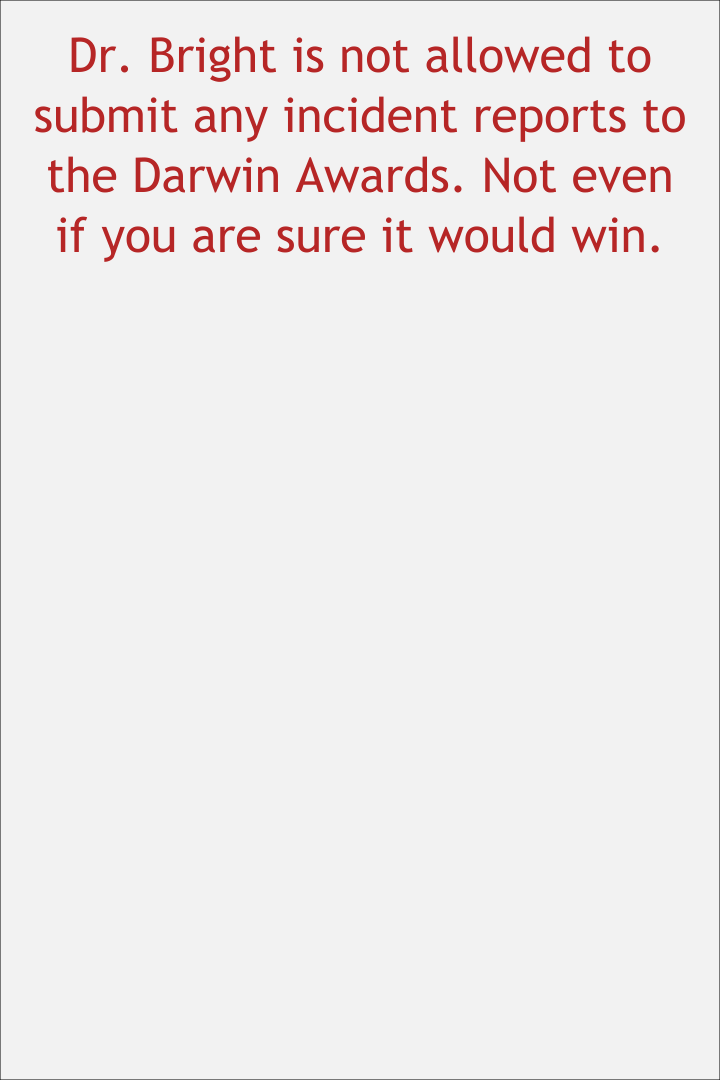 Dr. Bright is not allowed to
submit any incident reports to
the Darwin Awards. Not even
if you are sure it would win.